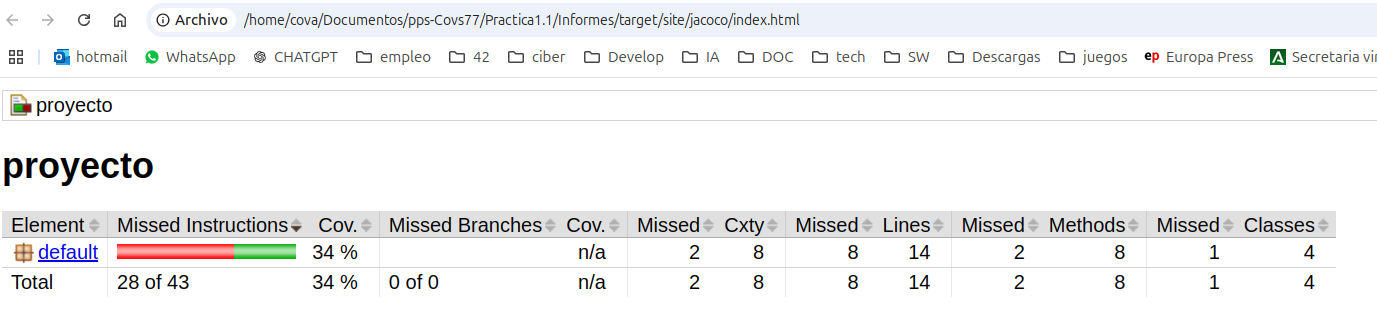 Archivo /home/cova/Documentos/pps-Covs77/Practica1.1/Informes/target/site/jacoco/index.html
hotmail WhatsApp CHATGPT empleo 42 ciber Develop IA DOC tech SW Descargas juegos ep Europa Press A Secretaria vir
proyecto
proyecto
Element Missed Instructions Cov. Missed Branches Cov. Missed Cxty Missed Lines Missed Methods Missed Classes
default 34 % n/a 2 8 8 14 2 8 1 4
Total 28 of 43 34 % 0 of 0 n/a 2 8 8 14 2 8 1 4